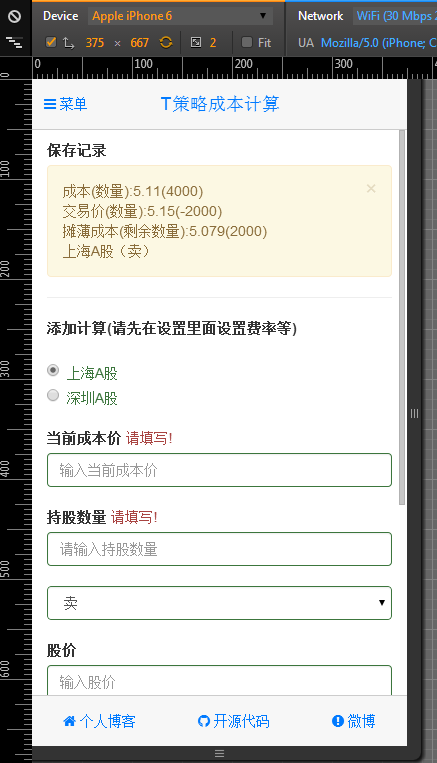 Device Apple iPhone 6 ▼ Network WiFi (30 Mbps
375 × 667 2 Fit UA Mozilla/5.0 (iPhone; C
0 100 200 300
0
100
200
300
400
500
600
菜单 T策略成本计算
保存记录
成本(数量):5.11(4000) ×
交易价(数量):5.15(-2000)
摊薄成本(剩余数量):5.079(2000)
上海A股（卖）
添加计算(请先在设置里面设置费率等)
上海A股
深圳A股
当前成本价 请填写!
输入当前成本价
持股数量 请填写!
请输入持股数量
卖
股价
输入股价
个人博客 开源代码 微博